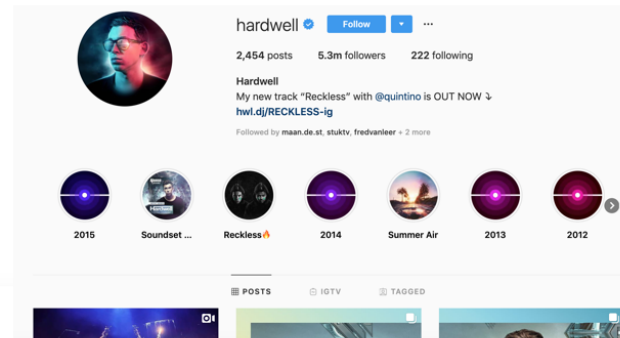 hardwell Follow
2,454 posts 5.3m followers 222 following
Hardwell
My new track “Reckless” with @quintino is OUT NOW ⤵
hwl.dj/RECKLESS-ig
Followed by maan.de.st, stuktv, fredvanleer + 2 more
2015 Soundset ... Reckless🔥 2014 Summer Air 2013 2012
POSTS IGTV TAGGED